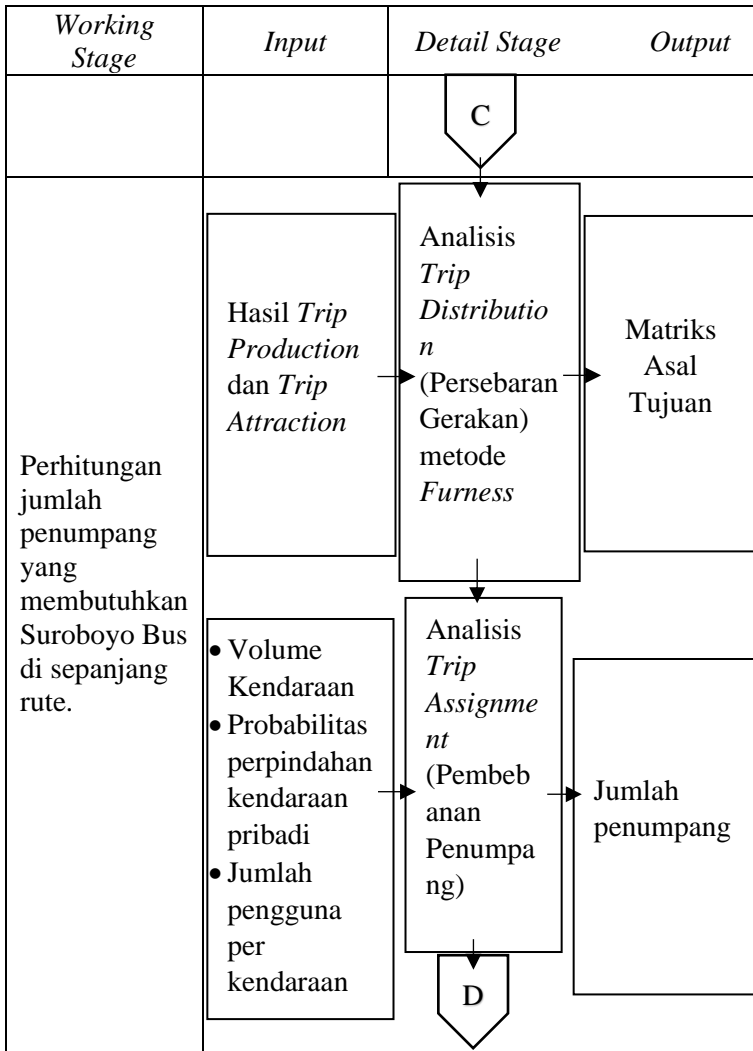 Working
Stage
Input
Detail Stage
Output
C
Perhitungan
jumlah
penumpang
yang
membutuhkan
Suroboyo Bus
di sepanjang
rute.
Hasil Trip
Production
dan Trip
Attraction
Analisis
Trip
Distributio
n
(Persebaran
Gerakan)
metode
Furness
Matriks
Asal
Tujuan
• Volume
Kendaraan
• Probabilitas
perpindahan
kendaraan
pribadi
• Jumlah
pengguna
per
kendaraan
Analisis
Trip
Assignme
nt
(Pembeb
anan
Penumpa
ng)
Jumlah
penumpang
D